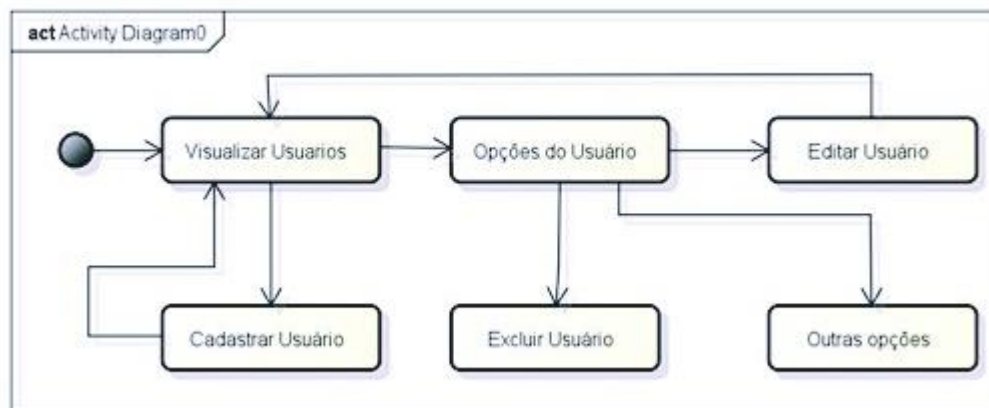 act Activity Diagram0
Visualizar Usuarios
Opções do Usuário
Editar Usuário
Cadastrar Usuário
Excluir Usuário
Outras opções